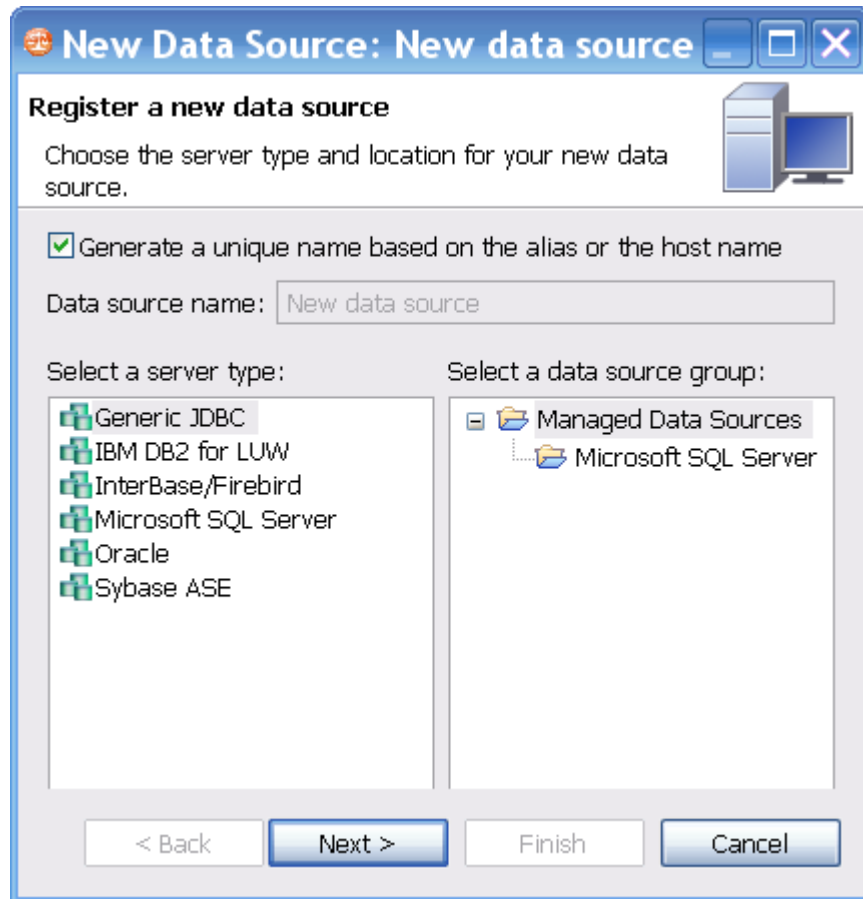 New Data Source: New data source
Register a new data source
Choose the server type and location for your new data
source.
Generate a unique name based on the alias or the host name
Data source name: New data source
Select a server type:
Generic JDBC
IBM DB2 for LUW
InterBase/Firebird
Microsoft SQL Server
Oracle
Sybase ASE
Select a data source group:
Managed Data Sources
Microsoft SQL Server
< Back
Next >
Finish
Cancel